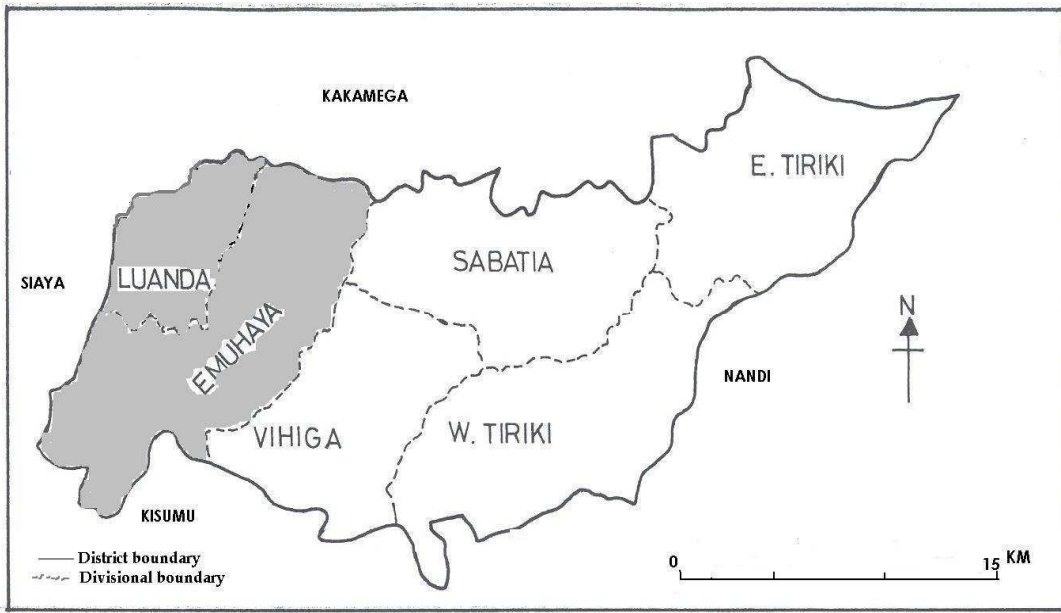 KAKAMEGA
E. TIRIKI
SABATIA
SIAYA
LUANDA
N
EMUHAYA
NANDI
VIHIGA
W. TIRIKI
KISUMU
District boundary
Divisional boundary
0 15 KM